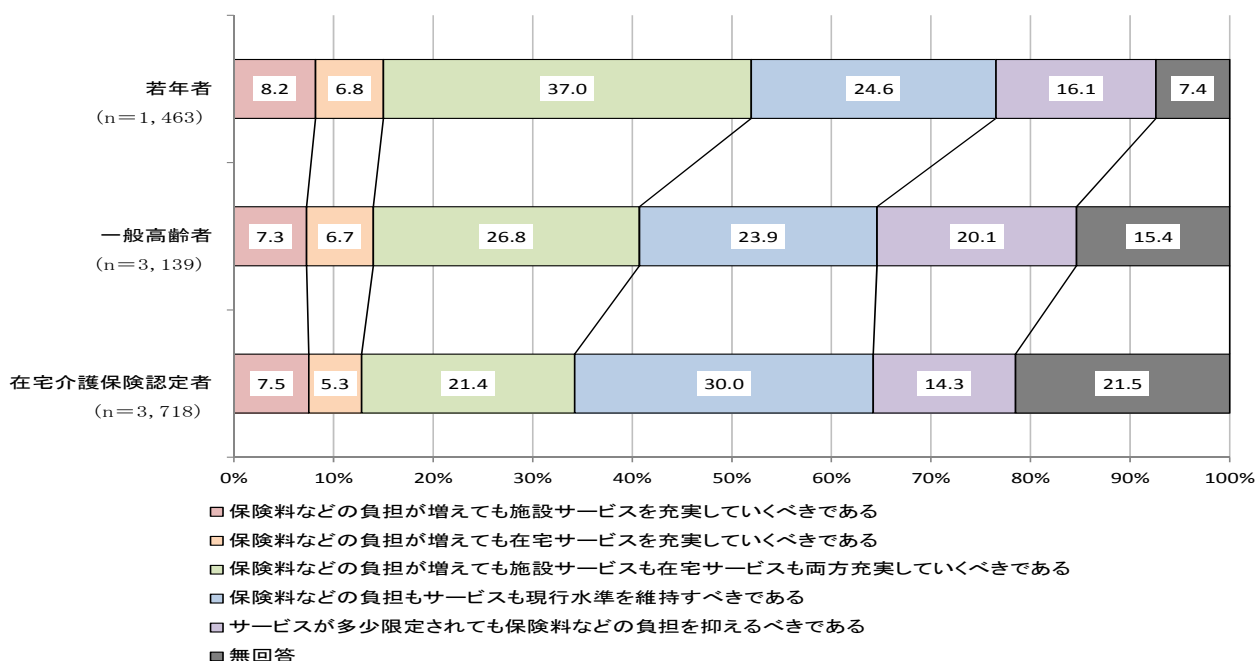 若年者
(n＝1,463)
8.2 6.8 37.0 24.6 16.1 7.4
一般高齢者
(n＝3,139)
7.3 6.7 26.8 23.9 20.1 15.4
在宅介護保険認定者
(n＝3,718)
7.5 5.3 21.4 30.0 14.3 21.5
0% 10% 20% 30% 40% 50% 60% 70% 80% 90% 100%
保険料などの負担が増えても施設サービスを充実していくべきである
保険料などの負担が増えても在宅サービスを充実していくべきである
保険料などの負担が増えても施設サービスも在宅サービスも両方充実していくべきである
保険料などの負担もサービスも現行水準を維持すべきである
サービスが多少限定されても保険料などの負担を抑えるべきである
無回答